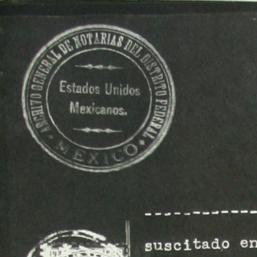 ARCHIVO GENERAL DE NOTARIAS DEL DISTRITO FEDERAL
Estados Unidos
Mexicanos.
MEXICO
suscitado en